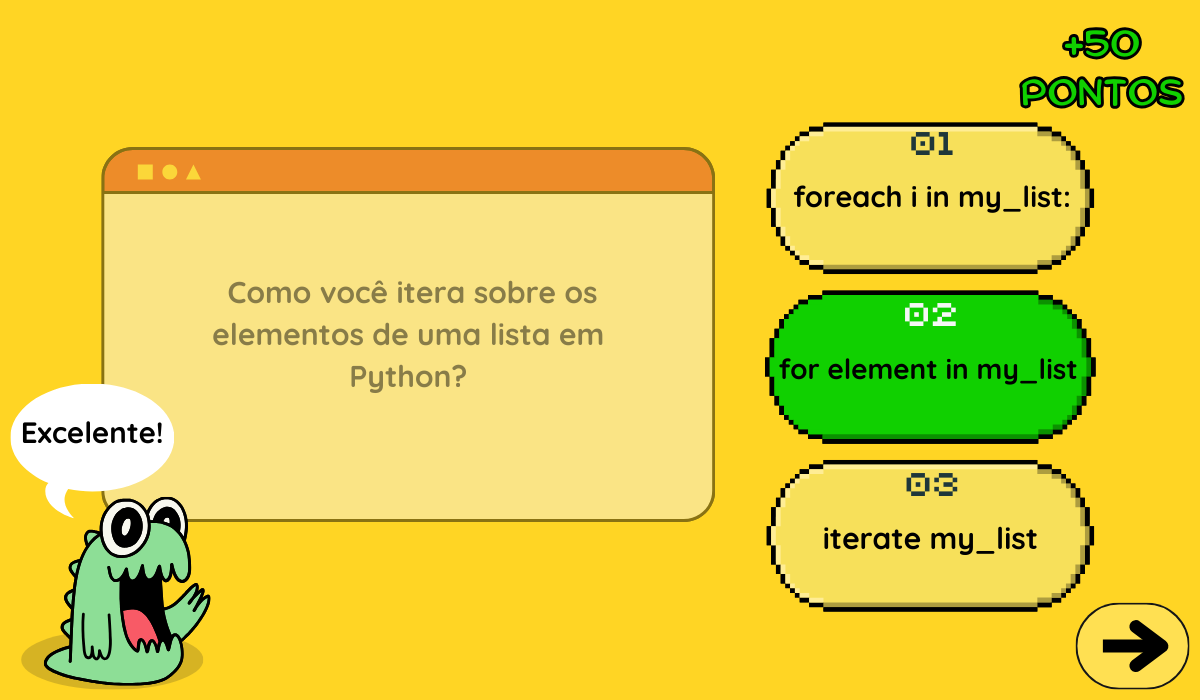 +50
PONTOS
01
foreach i in my_list:
Como você itera sobre os
elementos de uma lista em
Python?
02
for element in my_list
03
iterate my_list
Excelente!